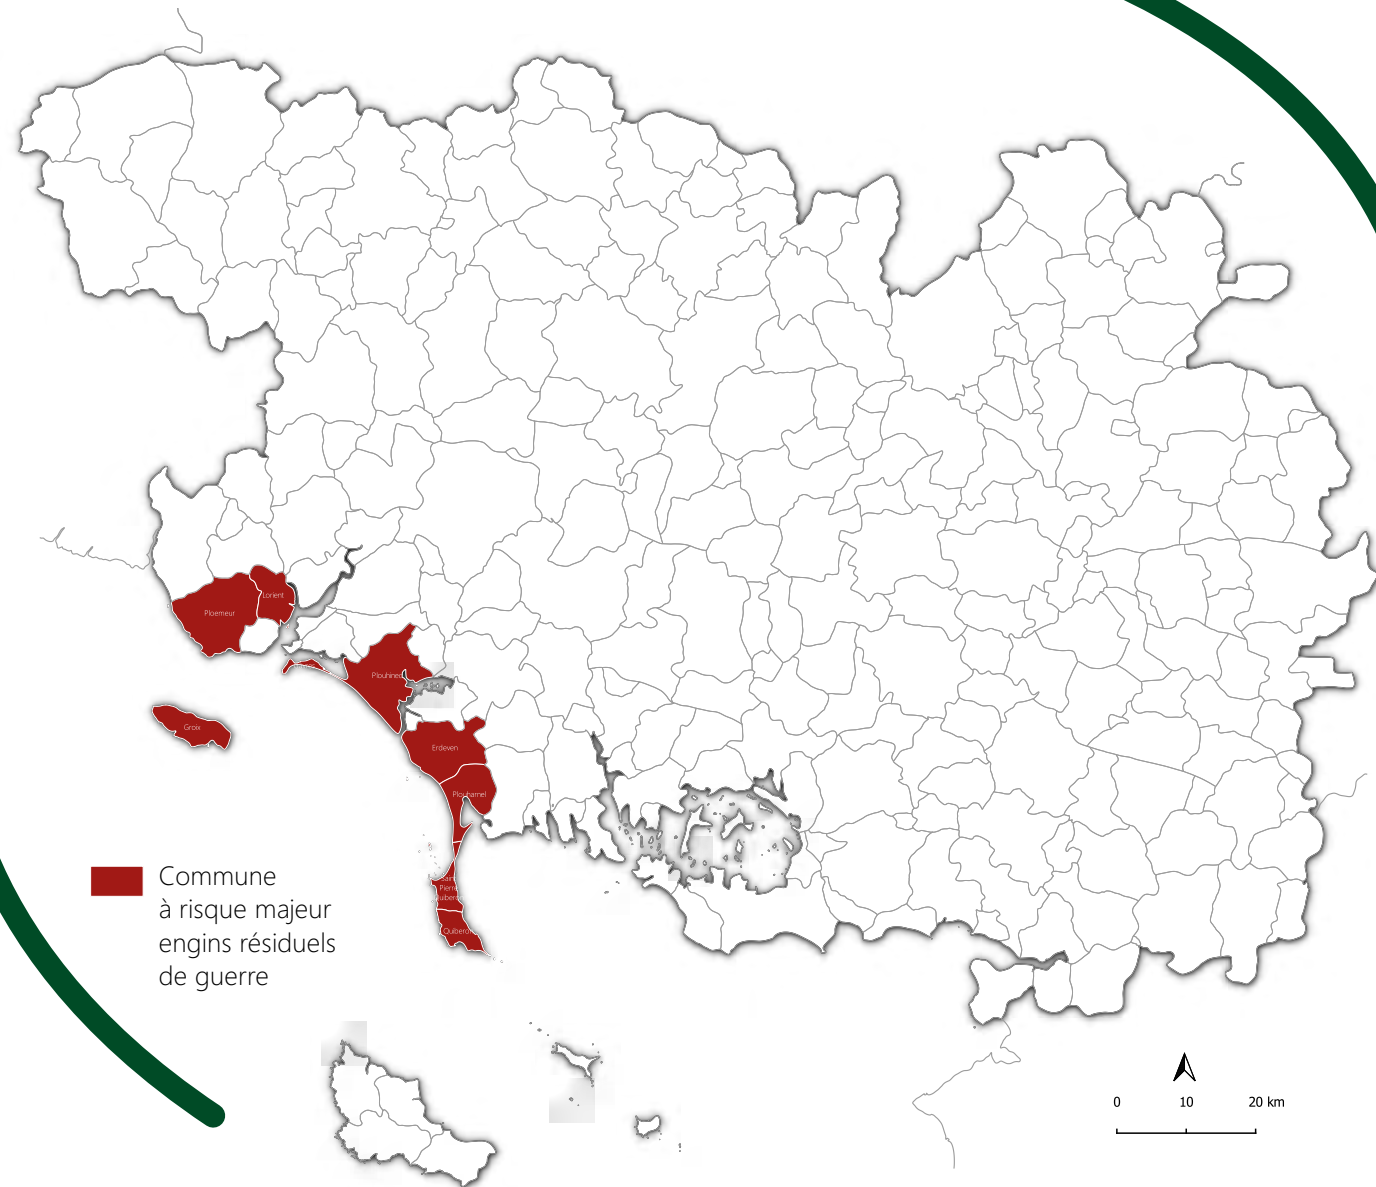 Lorient
Ploemeur
Plouhinec
Groix
Erdeven
Plouharnel
Saint
Pierre
Quiberon
Quiberon
Commune
à risque majeur
engins résiduels
de guerre
0 10 20 km